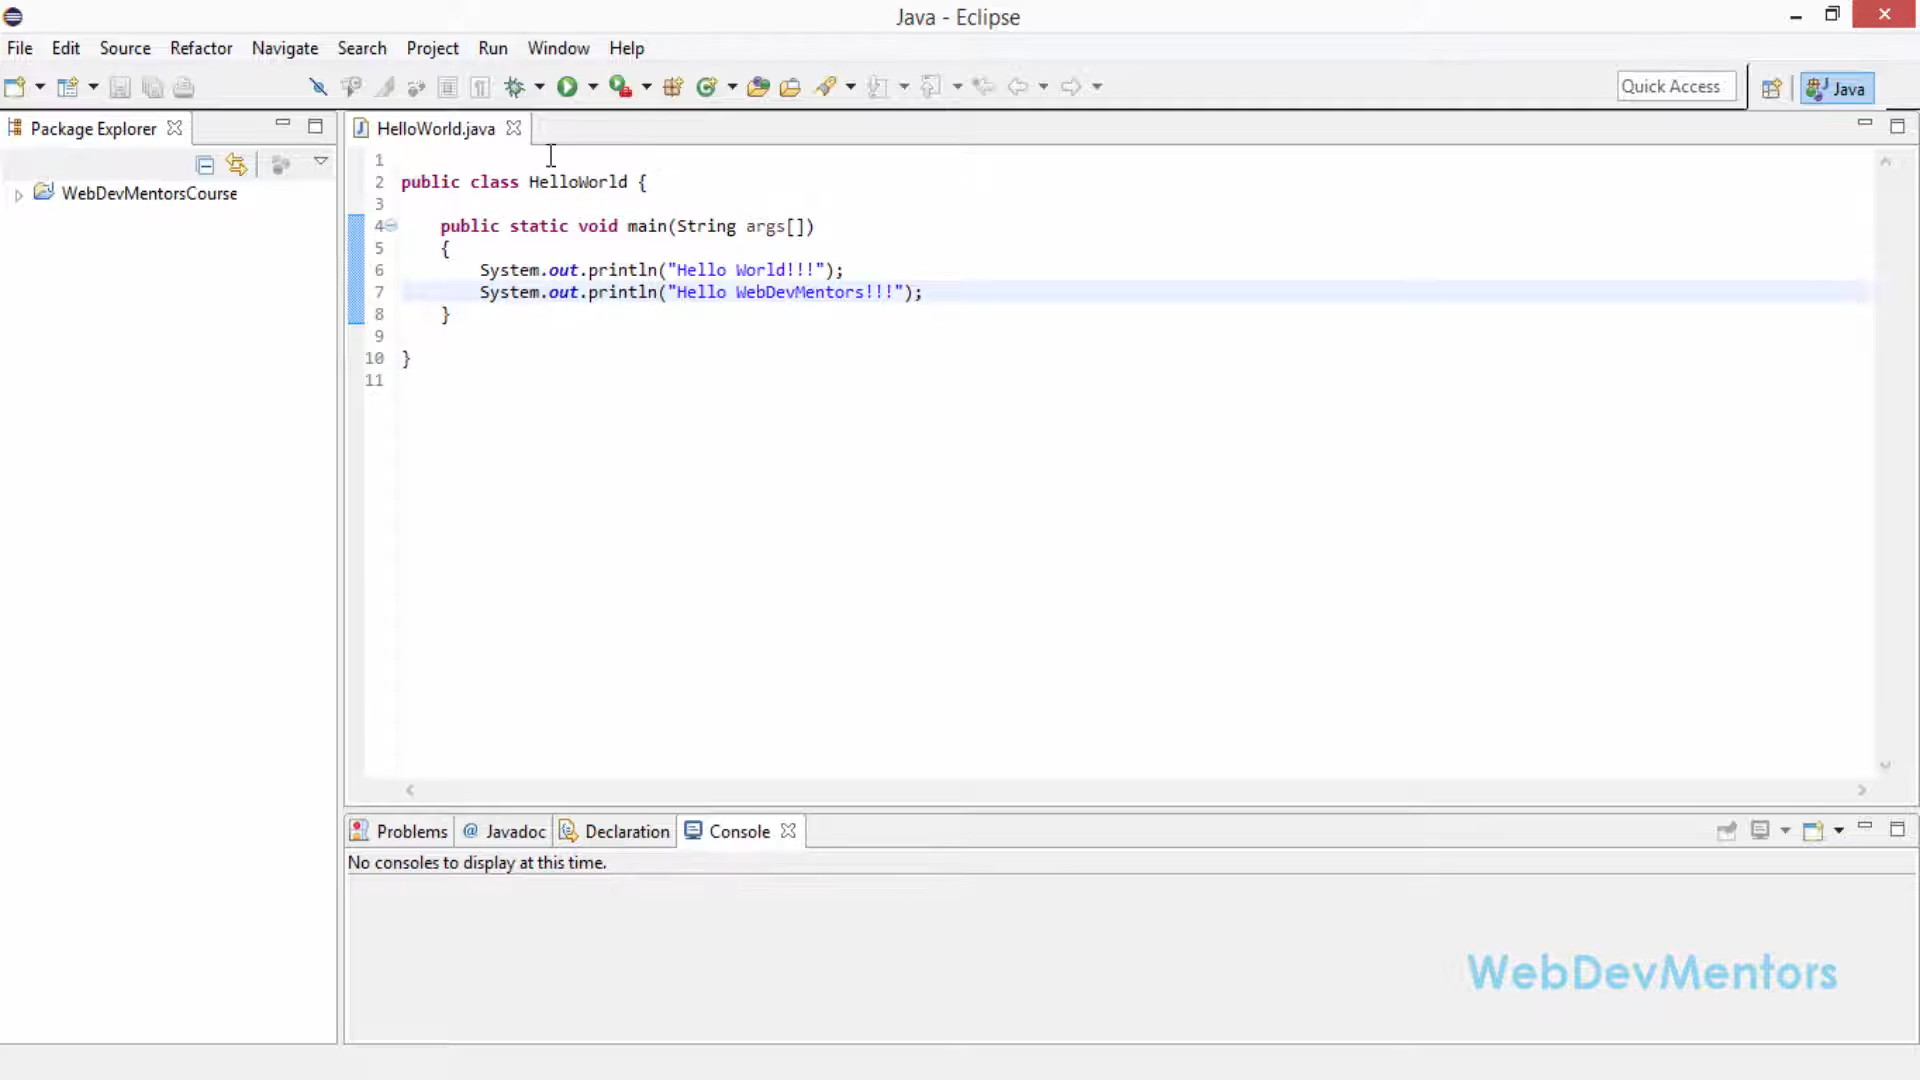 Java - Eclipse
File Edit Source Refactor Navigate Search Project Run Window Help
Quick Access
Java
Package Explorer
WebDevMentorsCourse
HelloWorld.java
1
2 public class HelloWorld {
3
4 public static void main(String args[])
5 {
6 System.out.println("Hello World!!!");
7 System.out.println("Hello WebDevMentors!!!");
8 }
9
10 }
11
Problems @ Javadoc Declaration Console
No consoles to display at this time.
WebDevMentors